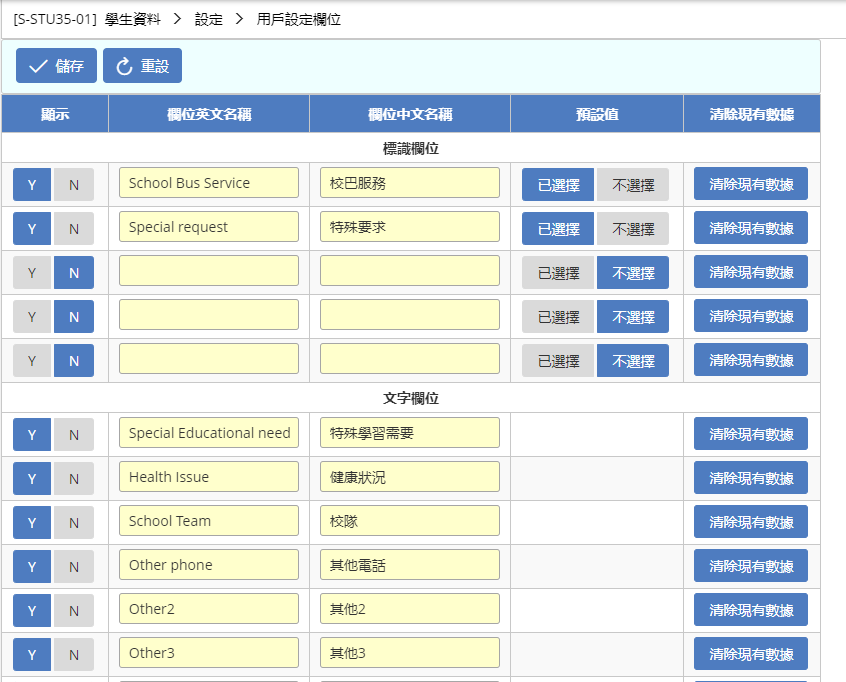 [S-STU35-01] 學生資料 > 設定 > 用戶設定欄位
儲存 重設
顯示 欄位英文名稱 欄位中文名稱 預設值 清除現有數據
標識欄位
Y N School Bus Service 校巴服務 已選擇 不選擇 清除現有數據
Y N Special request 特殊要求 已選擇 不選擇 清除現有數據
Y N 已選擇 不選擇 清除現有數據
Y N 已選擇 不選擇 清除現有數據
Y N 已選擇 不選擇 清除現有數據
文字欄位
Y N Special Educational need 特殊學習需要 清除現有數據
Y N Health Issue 健康狀況 清除現有數據
Y N School Team 校隊 清除現有數據
Y N Other phone 其他電話 清除現有數據
Y N Other2 其他2 清除現有數據
Y N Other3 其他3 清除現有數據